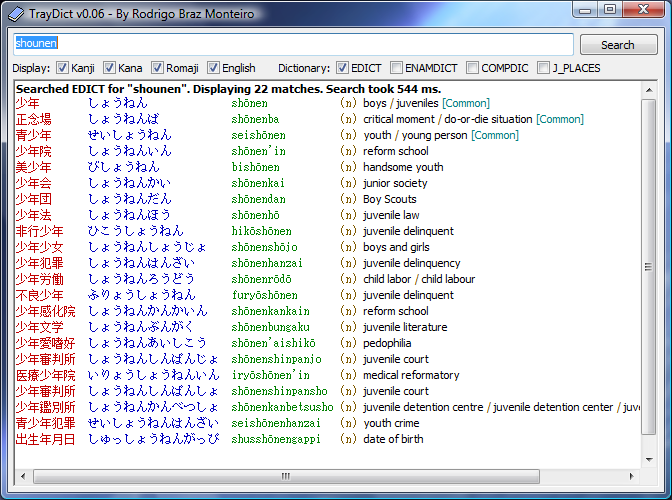 TrayDict v0.06 - By Rodrigo Braz Monteiro
shounen Search
Display: Kanji Kana Romaji English Dictionary: EDICT ENAMDICT COMPDIC J_PLACES
Searched EDICT for "shounen". Displaying 22 matches. Search took 544 ms.
少年 しょうねん shōnen (n) boys / juveniles [Common]
正念場 しょうねんば shōnenba (n) critical moment / do-or-die situation [Common]
青少年 せいしょうねん seishōnen (n) youth / young person [Common]
少年院 しょうねんいん shōnen'in (n) reform school
美少年 びしょうねん bishōnen (n) handsome youth
少年会 しょうねんかい shōnenkai (n) junior society
少年団 しょうねんだん shōnendan (n) Boy Scouts
少年法 しょうねんほう shōnenhō (n) juvenile law
非行少年 ひこうしょうねん hikōshōnen (n) juvenile delinquent
少年少女 しょうねんしょうじょ shōnenshōjo (n) boys and girls
少年犯罪 しょうねんはんざい shōnenhanzai (n) juvenile delinquency
少年労働 しょうねんろうどう shōnenrōdō (n) child labor / child labour
不良少年 ふりょうしょうねん furyōshōnen (n) juvenile delinquent
少年感化院 しょうねんかんかいん shōnenkankain (n) reform school
少年文学 しょうねんぶんがく shōnenbungaku (n) juvenile literature
少年愛嗜好 しょうねんあいしこう shōnen'aishikō (n) pedophilia
少年審判所 しょうねんしんぱんじょ shōnenshinpanjo (n) juvenile court
医療少年院 いりょうしょうねんいん iryōshōnen'in (n) medical reformatory
少年審判所 しょうねんしんぱんしょ shōnenshinpansho (n) juvenile court
少年鑑別所 しょうねんかんべつしょ shōnenkanbetsusho (n) juvenile detention centre / juvenile detention center / juve
青少年犯罪 せいしょうねんはんざい seishōnenhanzai (n) youth crime
出生年月日 しゅっしょうねんがっぴ shusshōnengappi (n) date of birth